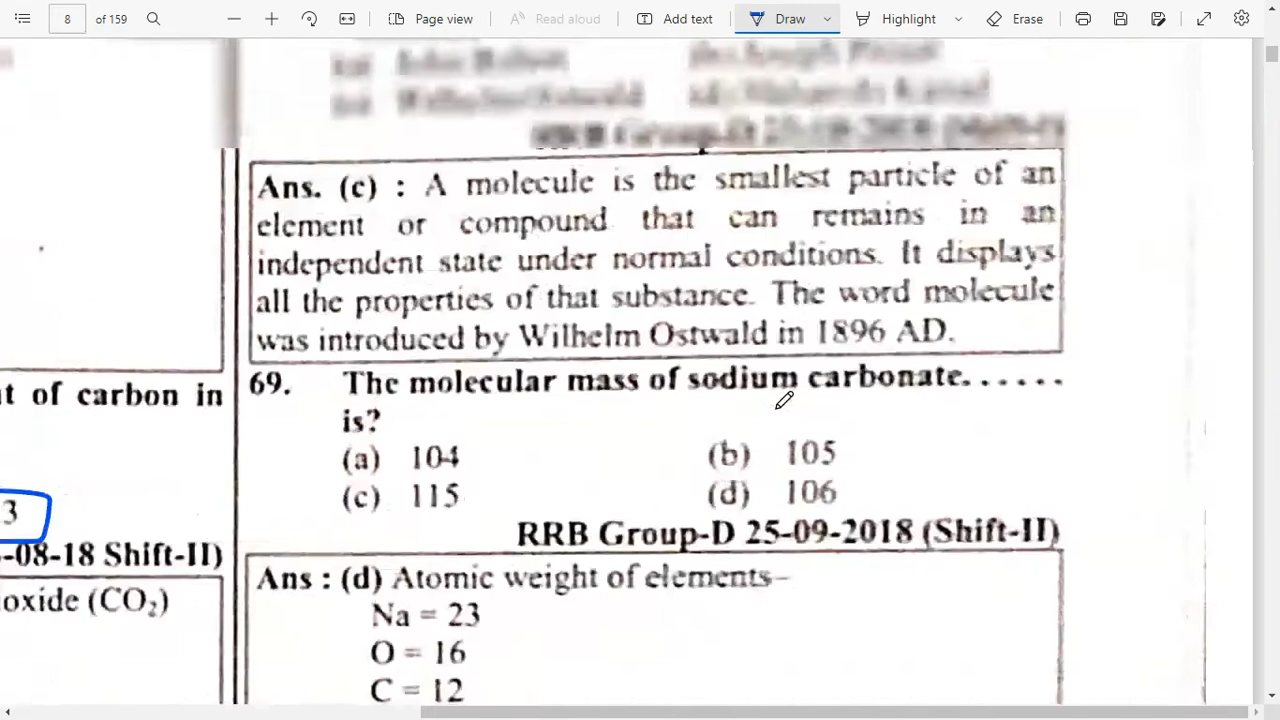 8 of 159 Page view Read aloud Add text Draw Highlight Erase
Ans. (c) : A molecule is the smallest particle of an
element or compound that can remains in an
independent state under normal conditions. It displays
all the properties of that substance. The word molecule
was introduced by Wilhelm Ostwald in 1896 AD.
t of carbon in
3
-08-18 Shift-II)
oxide (CO₂)
69. The molecular mass of sodium carbonate......
is?
(a) 104 (b) 105
(c) 115 (d) 106
RRB Group-D 25-09-2018 (Shift-II)
Ans : (d) Atomic weight of elements–
Na = 23
O = 16
C = 12